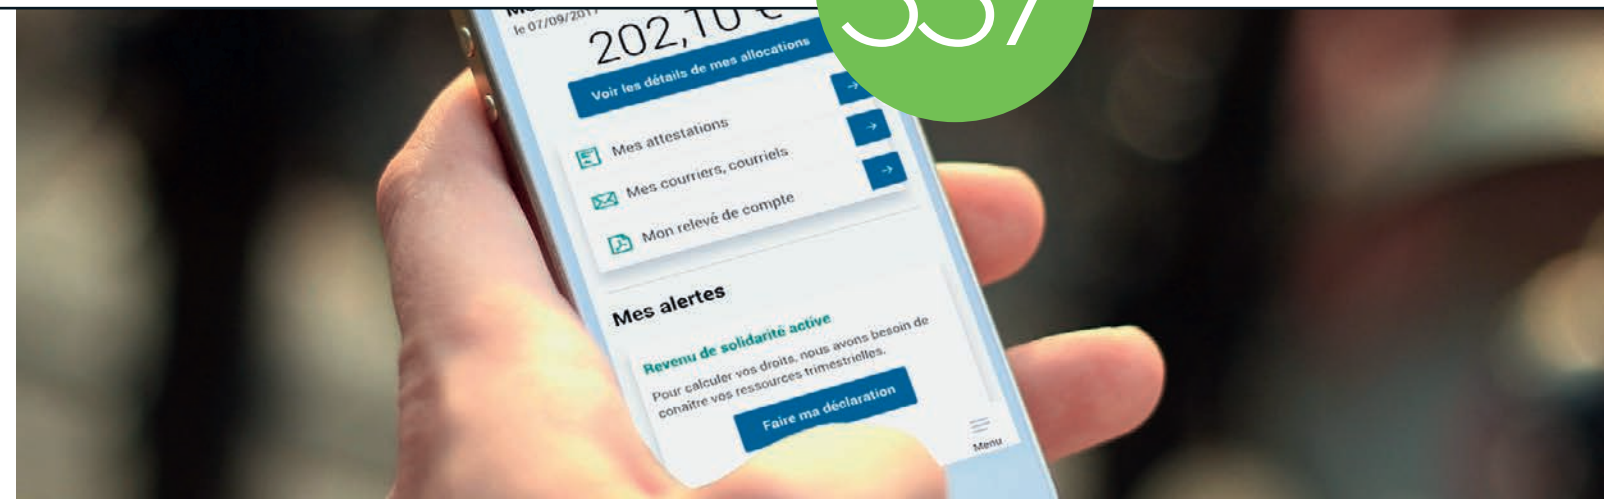 337
le 07/09/2017
202,10 €
Voir les détails de mes allocations
Mes attestations
Mes courriers, courriels
Mon relevé de compte
Mes alertes
Revenu de solidarité active
Pour calculer vos droits, nous avons besoin de
conaître vos ressources trimestrielles.
Faire ma déclaration
Menu